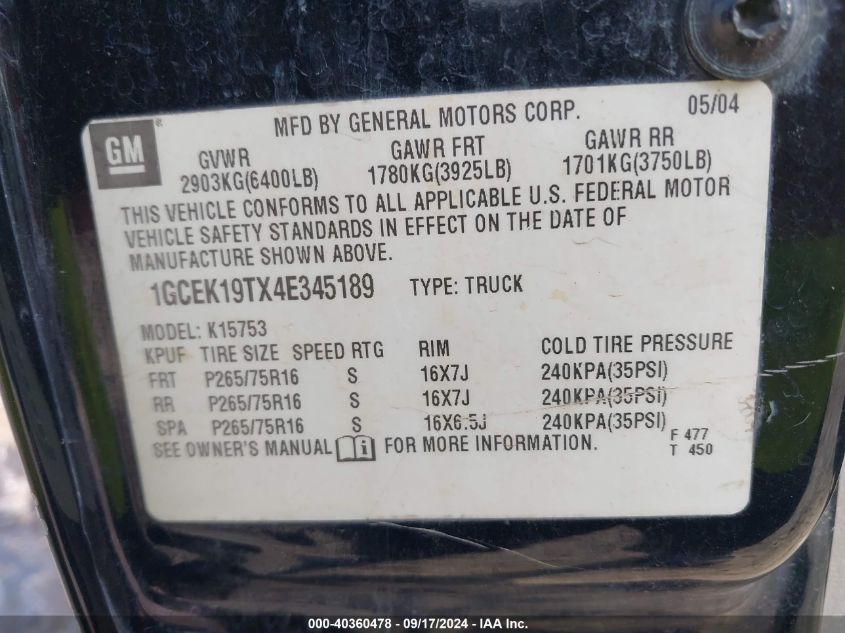 MFD BY GENERAL MOTORS CORP. 05/04
GM®
GVWR GAWR FRT GAWR RR
2903KG(6400LB) 1780KG(3925LB) 1701KG(3750LB)
THIS VEHICLE CONFORMS TO ALL APPLICABLE U.S. FEDERAL MOTOR
VEHICLE SAFETY STANDARDS IN EFFECT ON THE DATE OF
MANUFACTURE SHOWN ABOVE.
1GCEK19TX4E345189 TYPE: TRUCK
MODEL: K15753
KPUF TIRE SIZE SPEED RTG RIM COLD TIRE PRESSURE
FRT P265/75R16 S 16X7J 240KPA(35PSI)
RR P265/75R16 S 16X7J 240KPA(35PSI)
SPA P265/75R16 S 16X6.5J 240KPA(35PSI)
SEE OWNER'S MANUAL i FOR MORE INFORMATION. F 477
T 450
000-40360478 - 09/17/2024 - IAA Inc.